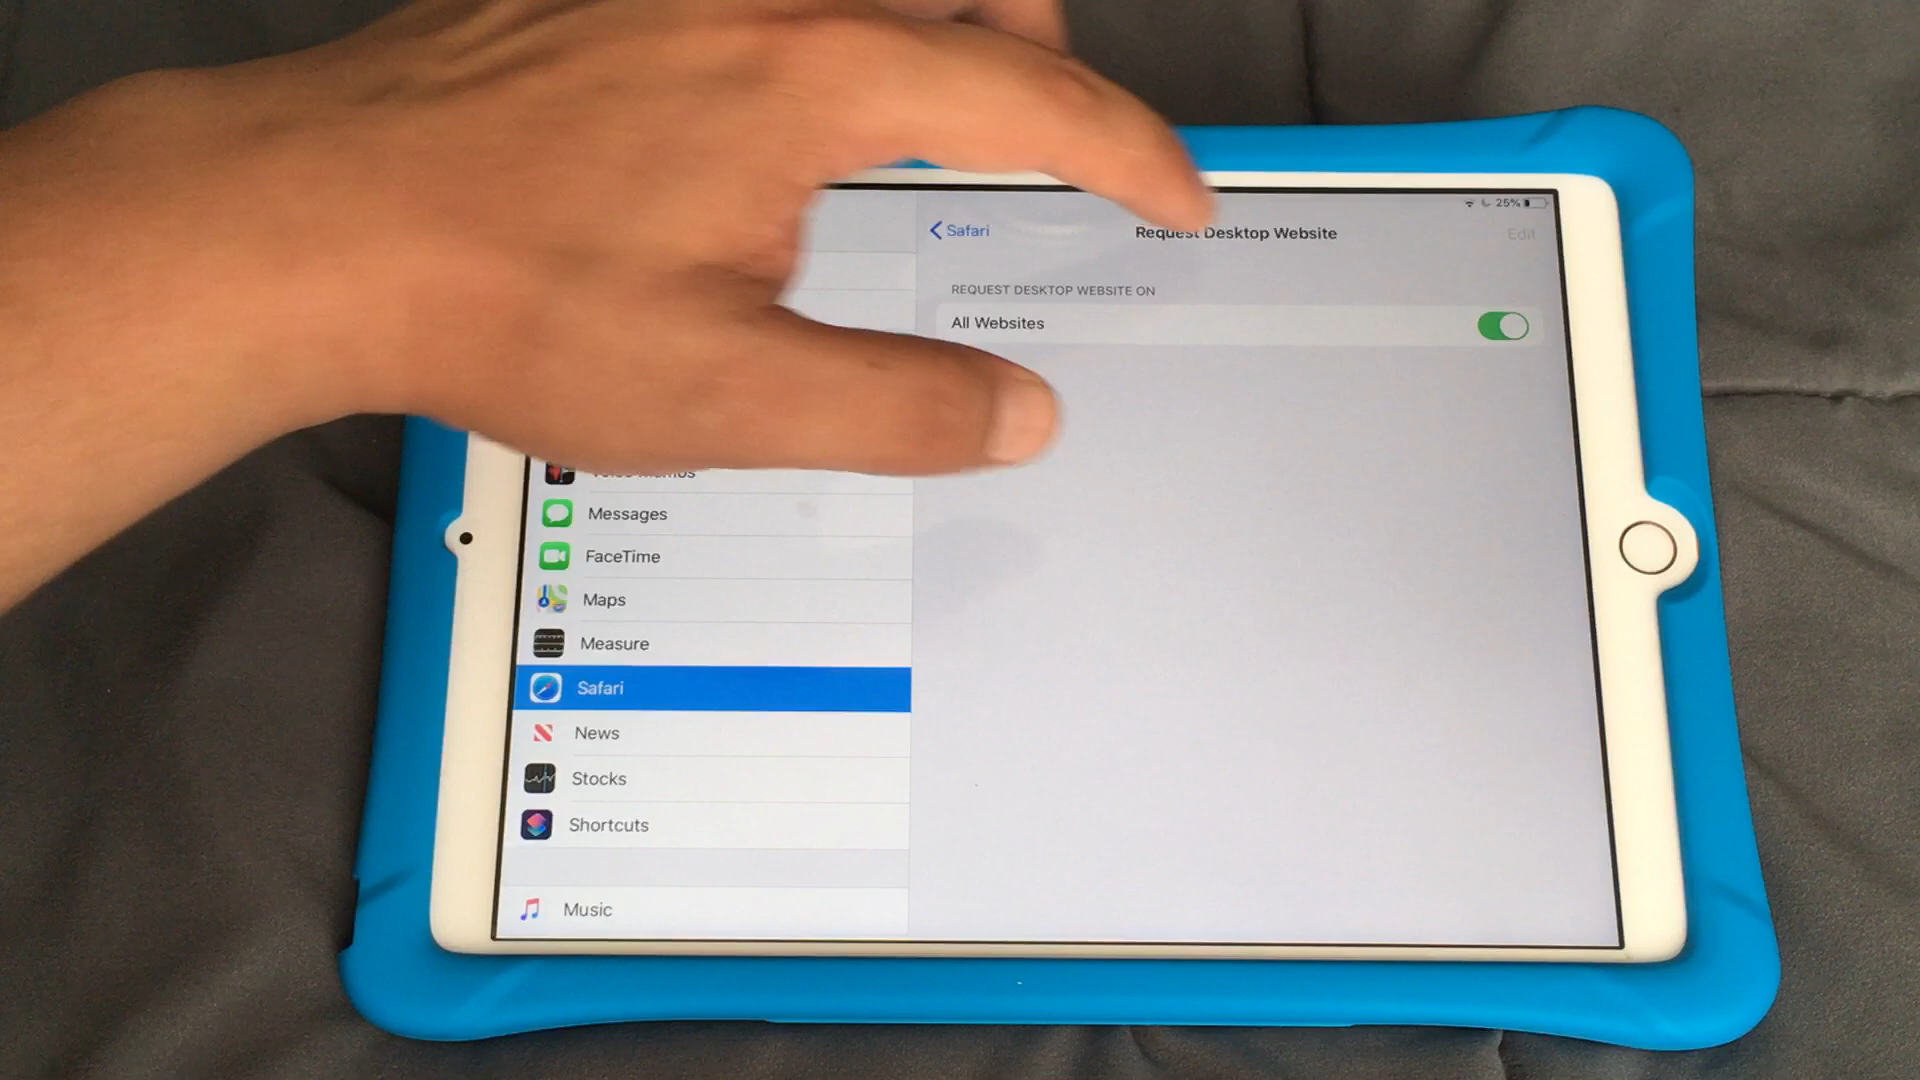 25%
Safari
Request Desktop Website
Edit
REQUEST DESKTOP WEBSITE ON
All Websites
Messages
FaceTime
Maps
Measure
Safari
News
Stocks
Shortcuts
Music